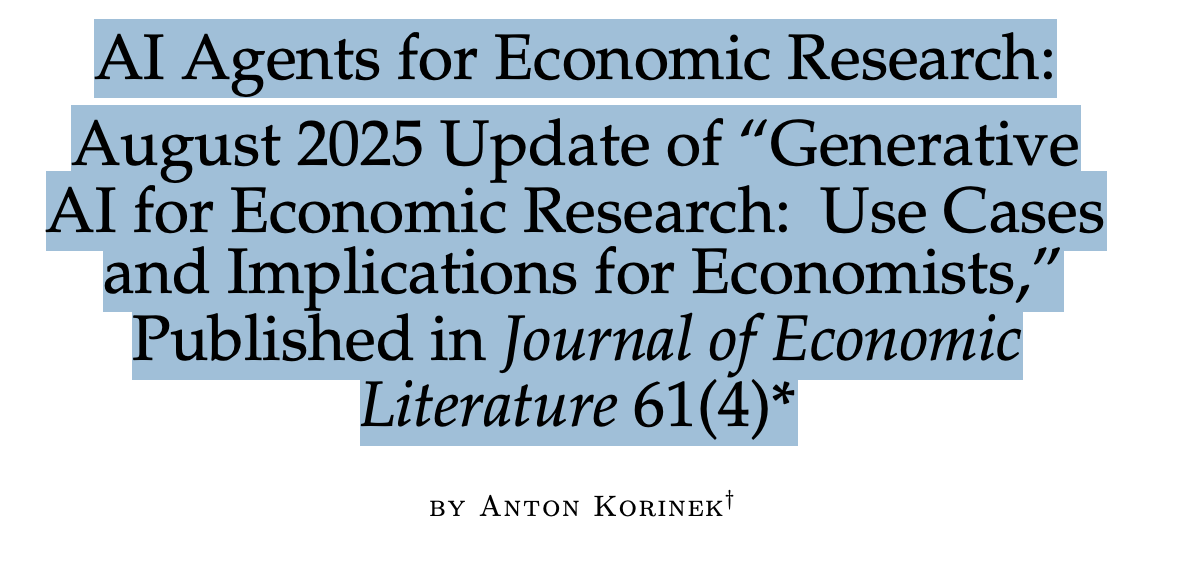 AI Agents for Economic Research:
August 2025 Update of “Generative
AI for Economic Research: Use Cases
and Implications for Economists,”
Published in Journal of Economic
Literature 61(4)*
BY ANTON KORINEK†